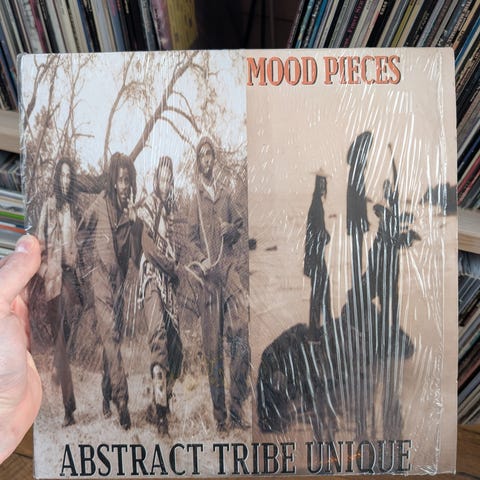 MOOD PIECES
ABSTRACT TRIBE UNIQUE